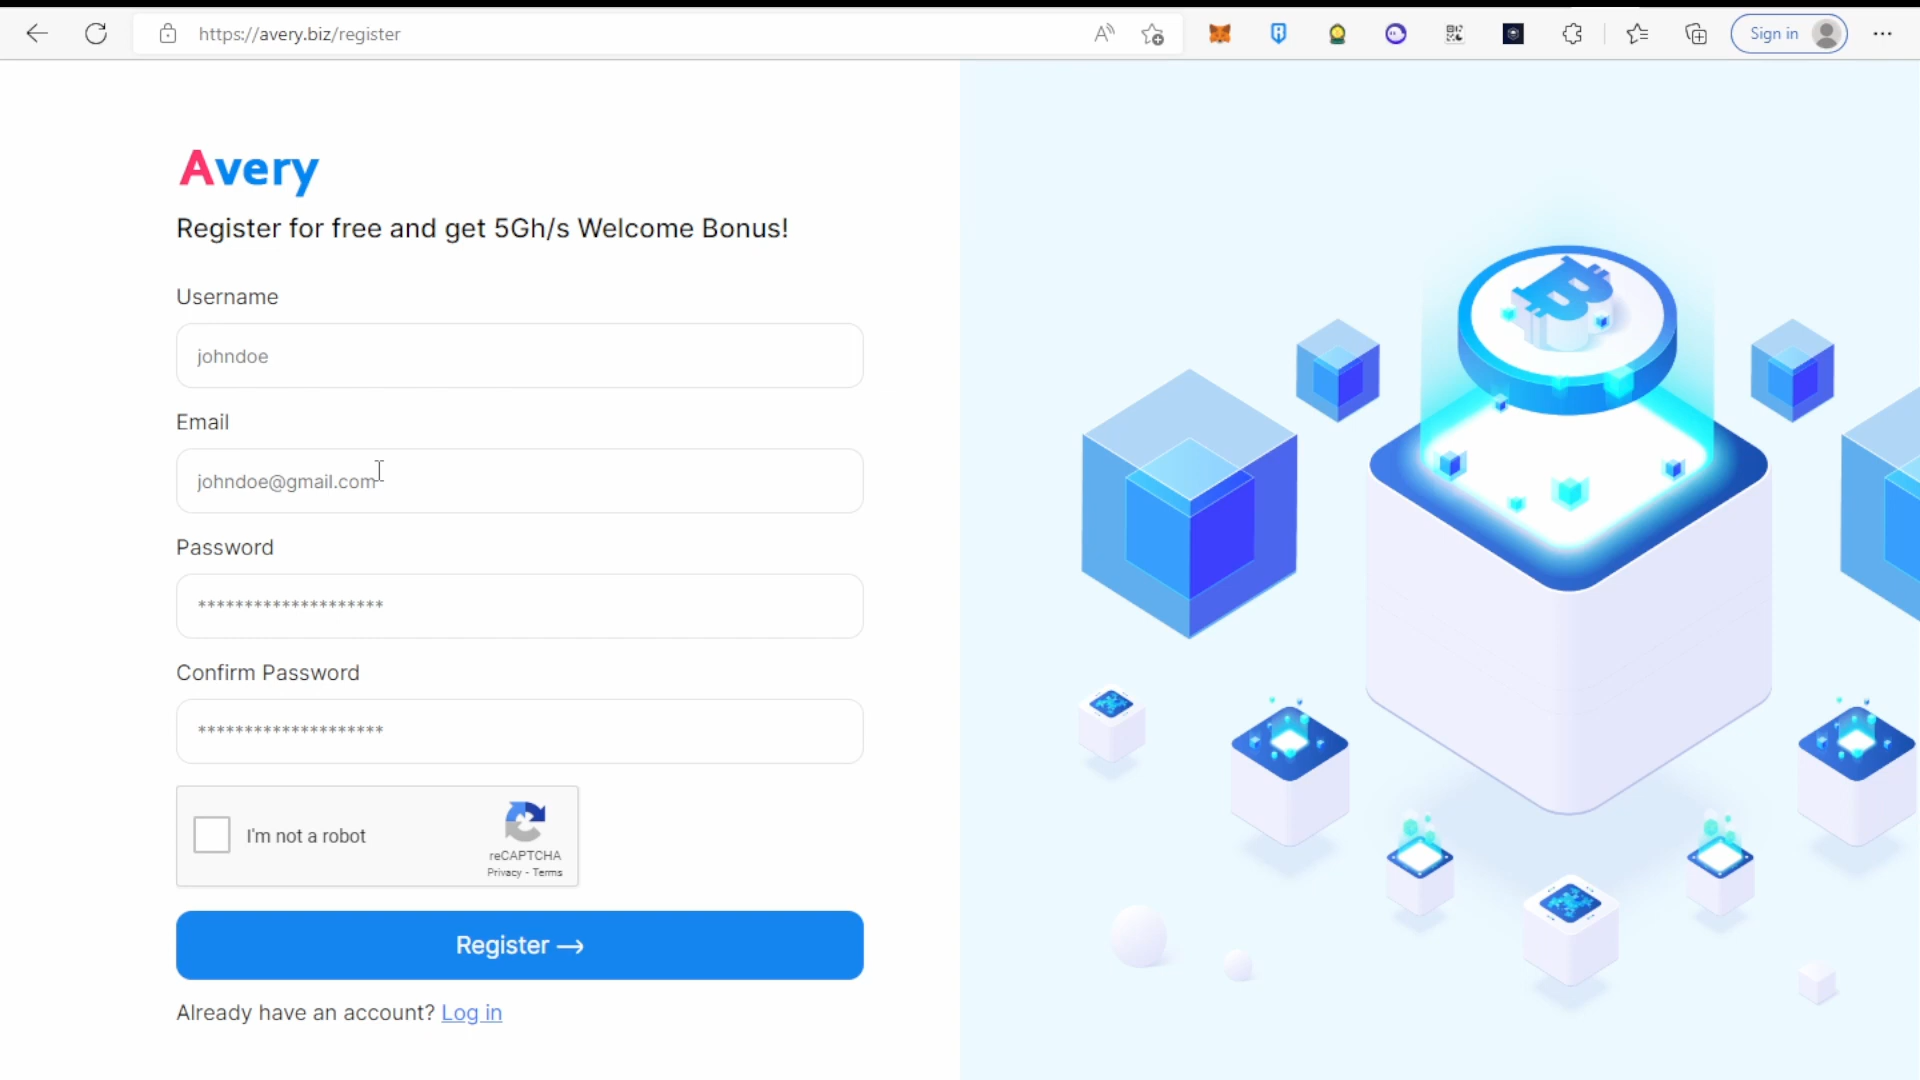 https://avery.biz/register
Sign in
Avery
Register for free and get 5Gh/s Welcome Bonus!
Username
johndoe
Email
johndoe@gmail.com
Password
********************
Confirm Password
********************
I'm not a robot
reCAPTCHA
Privacy - Terms
Register →
Already have an account? Log in